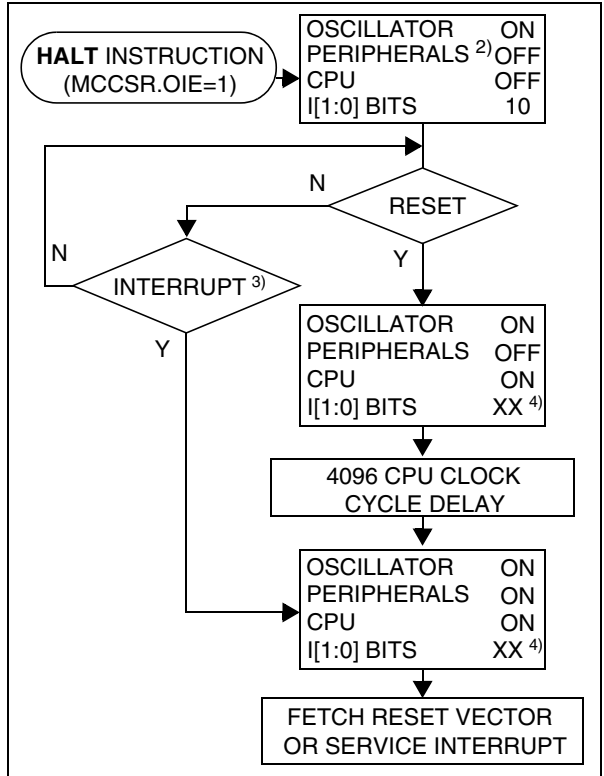 HALT INSTRUCTION
(MCCSR.OIE=1)
OSCILLATOR ON
PERIPHERALS 2) OFF
CPU OFF
I[1:0] BITS 10
RESET
N
Y
INTERRUPT 3)
N
Y
OSCILLATOR ON
PERIPHERALS OFF
CPU ON
I[1:0] BITS XX 4)
4096 CPU CLOCK
CYCLE DELAY
OSCILLATOR ON
PERIPHERALS ON
CPU ON
I[1:0] BITS XX 4)
FETCH RESET VECTOR
OR SERVICE INTERRUPT